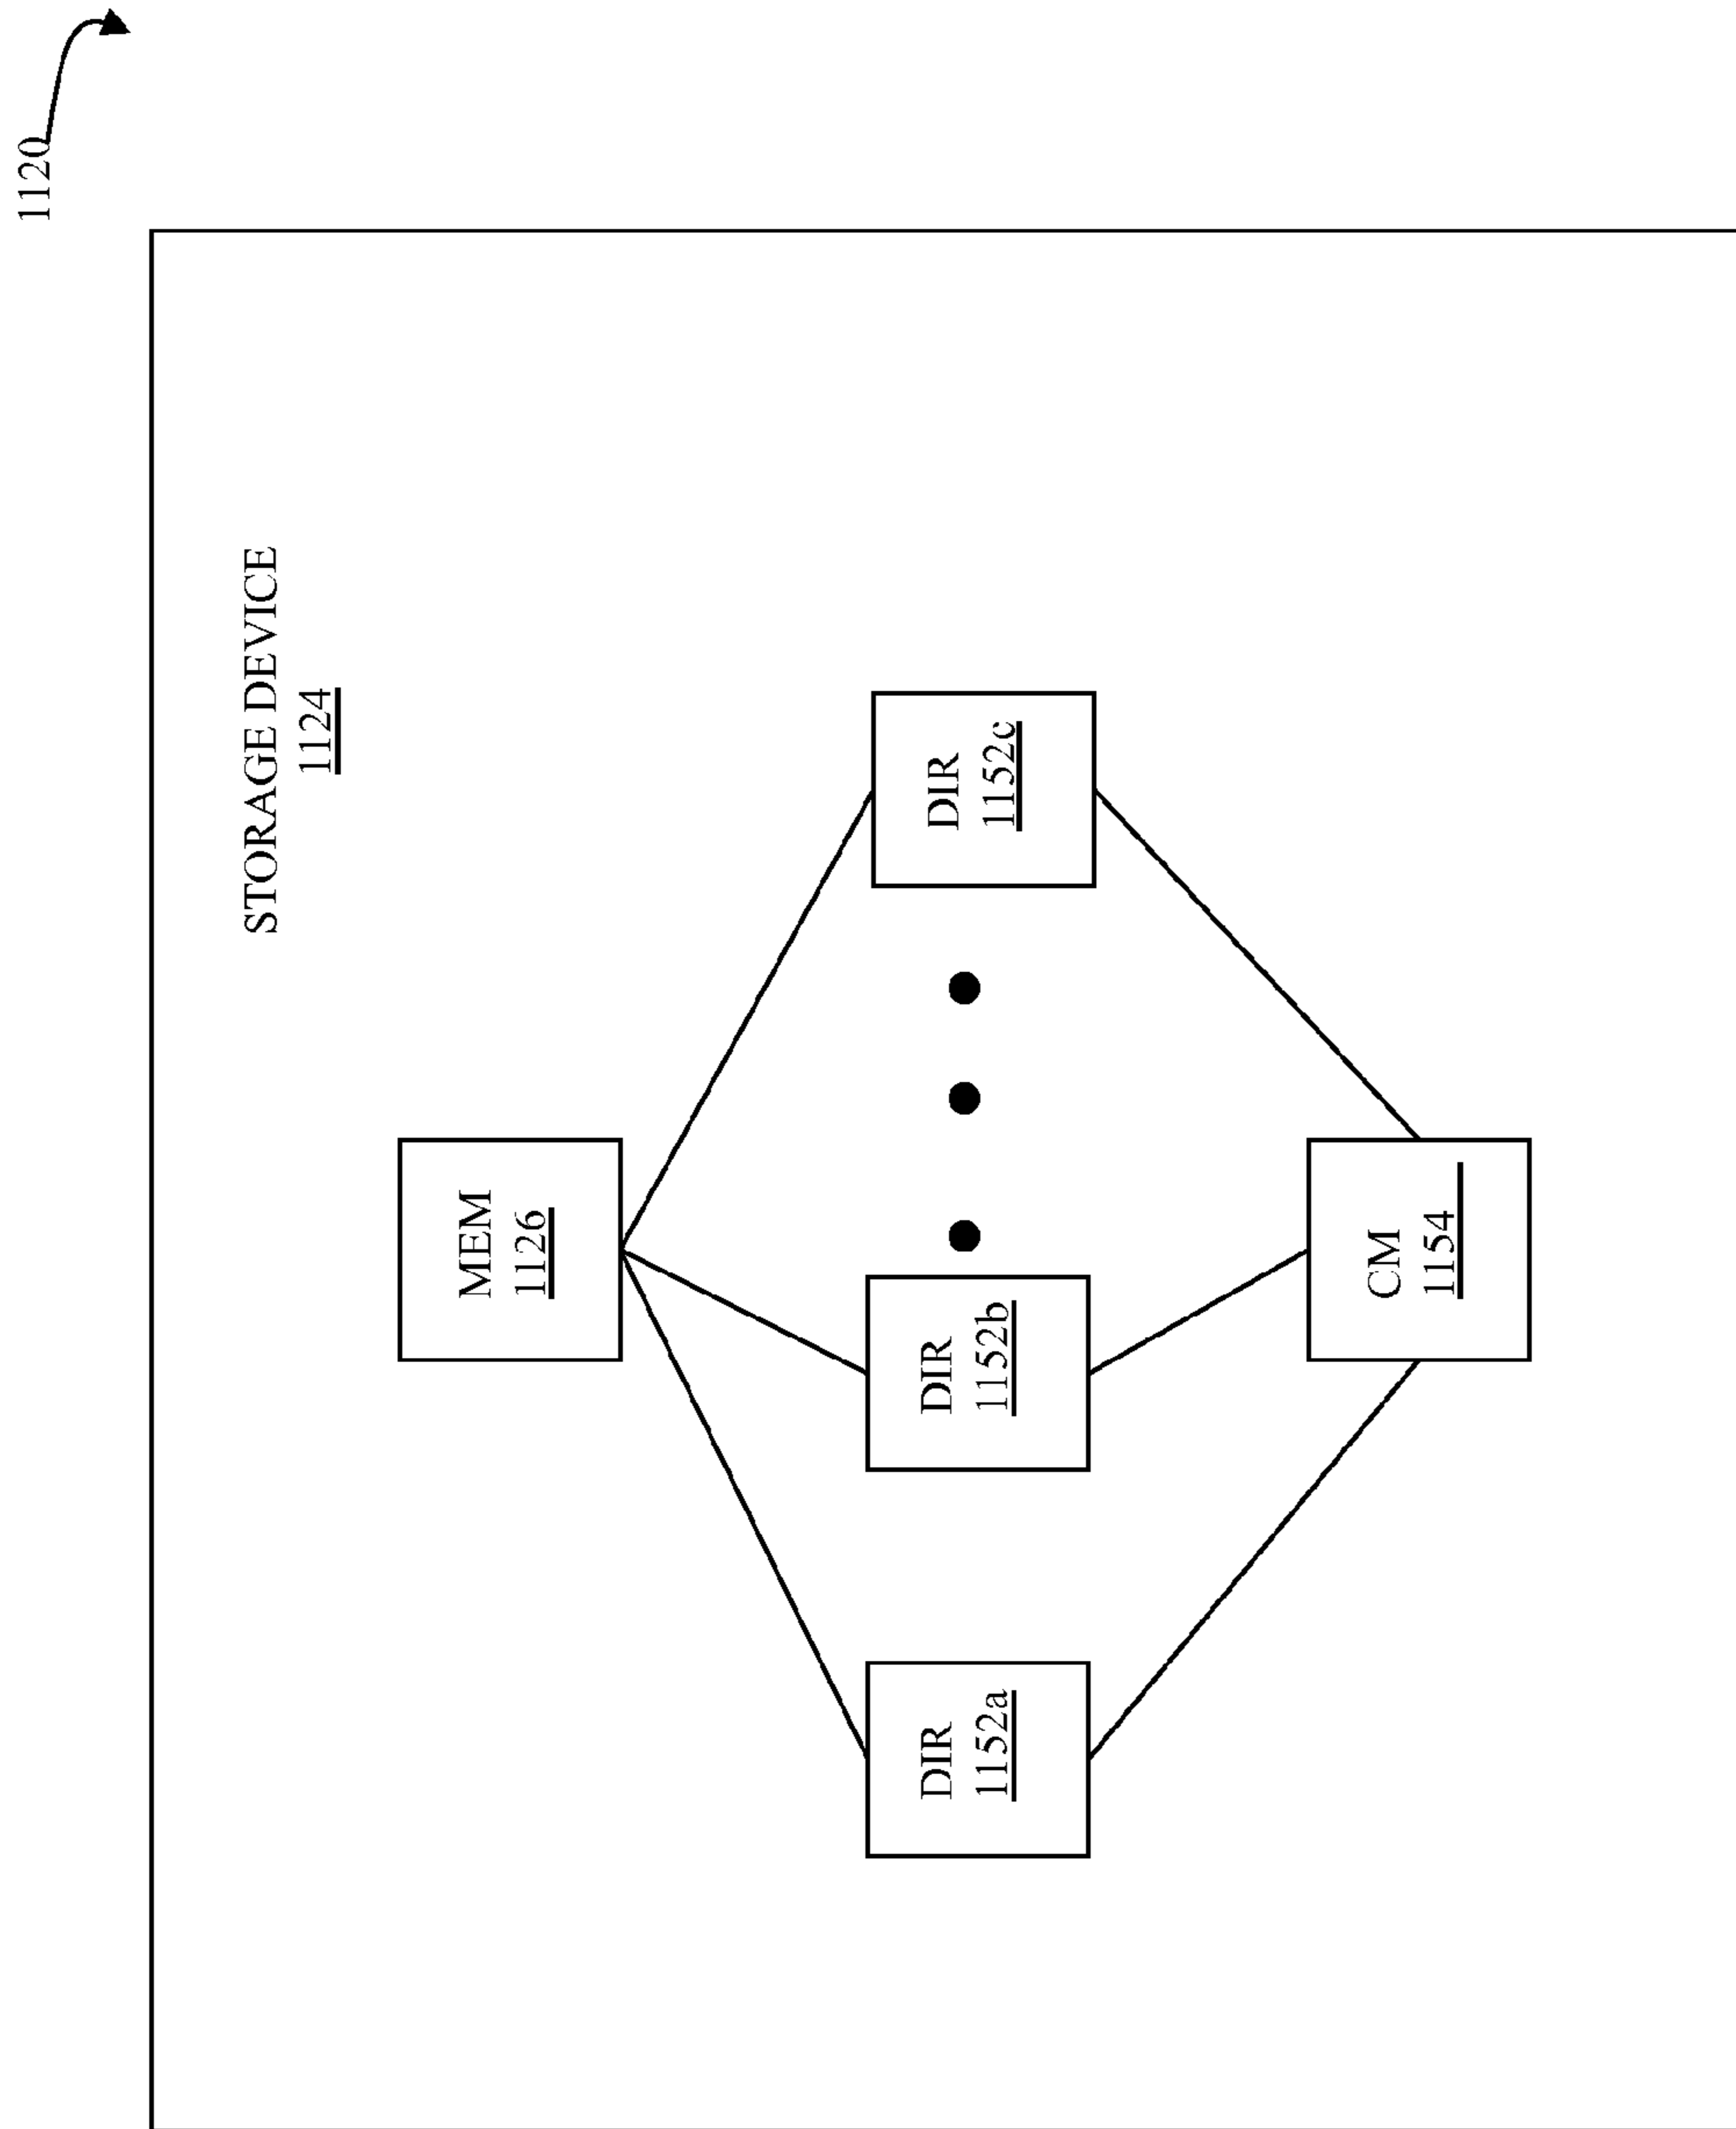 1120
STORAGE DEVICE
1124
MEM
1126
DIR
1152a
DIR
1152b
DIR
1152c
CM
1154